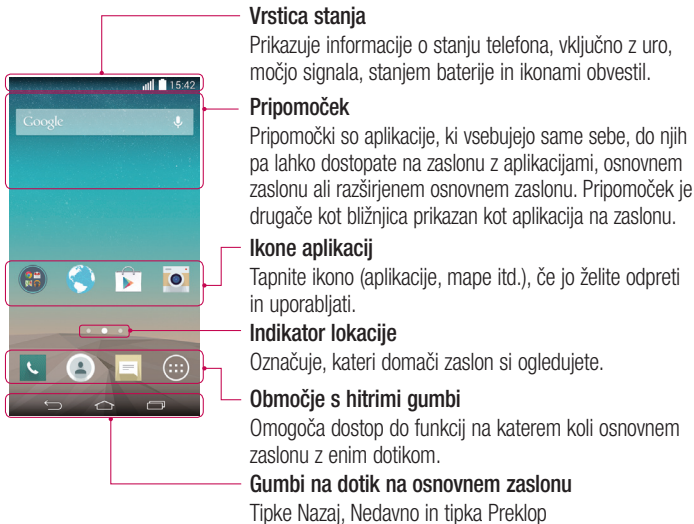 Vrstica stanja
Prikazuje informacije o stanju telefona, vključno z uro,
močjo signala, stanjem baterije in ikonami obvestil.
15:42
Pripomoček
Google
Pripomočki so aplikacije, ki vsebujejo same sebe, do njih
pa lahko dostopate na zaslonu z aplikacijami, osnovnem
zaslonu ali razširjenem osnovnem zaslonu. Pripomoček je
drugače kot bližnjica prikazan kot aplikacija na zaslonu.
Ikone aplikacij
Tapnite ikono (aplikacije, mape itd.), če jo želite odpreti
in uporabljati.
Indikator lokacije
Označuje, kateri domači zaslon si ogledujete.
Območje s hitrimi gumbi
Omogoča dostop do funkcij na katerem koli osnovnem
zaslonu z enim dotikom.
Gumbi na dotik na osnovnem zaslonu
Tipke Nazaj, Nedavno in tipka Preklop